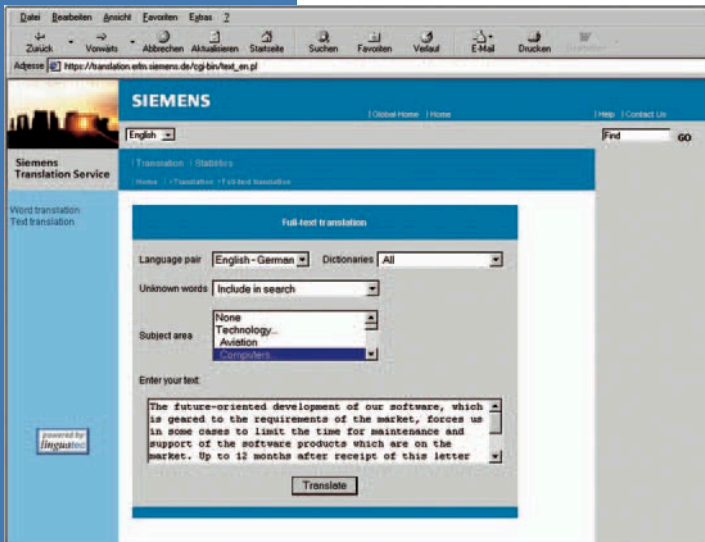 Datei Bearbeiten Ansicht Favoriten Extras ?
Zurück Vorwärts Abbrechen Aktualisieren Startseite Suchen Favoriten Verlauf E-Mail Drucken
Adresse https://translation.erlm.siemens.de/cgi-bin/text_en.pl
SIEMENS
| Global Home | Home | Help | Contact Us
English Find GO
Siemens
Translation Service
| Translation | Statistics
| Home > Translation > Full-text translation
Word translation
Text translation
Full-text translation
Language pair English - German Dictionaries All
Unknown words Include in search
Subject area
None
Technology...
Aviation
Computers...
Enter your text:
The future-oriented development of our software, which
is geared to the requirements of the market, forces us
in some cases to limit the time for maintenance and
support of the software products which are on the
market. Up to 12 months after receipt of this letter
powered by
linguatec
Translate